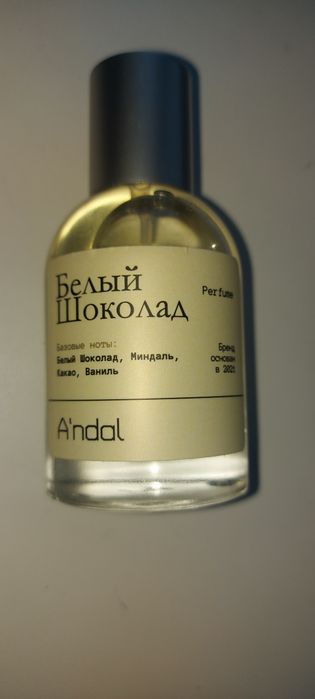 Белый
Шоколад
Perfume
Базовые ноты:
Белый Шоколад, Миндаль,
Какао, Ваниль
Бренд
основан
в 2021
A'ndal